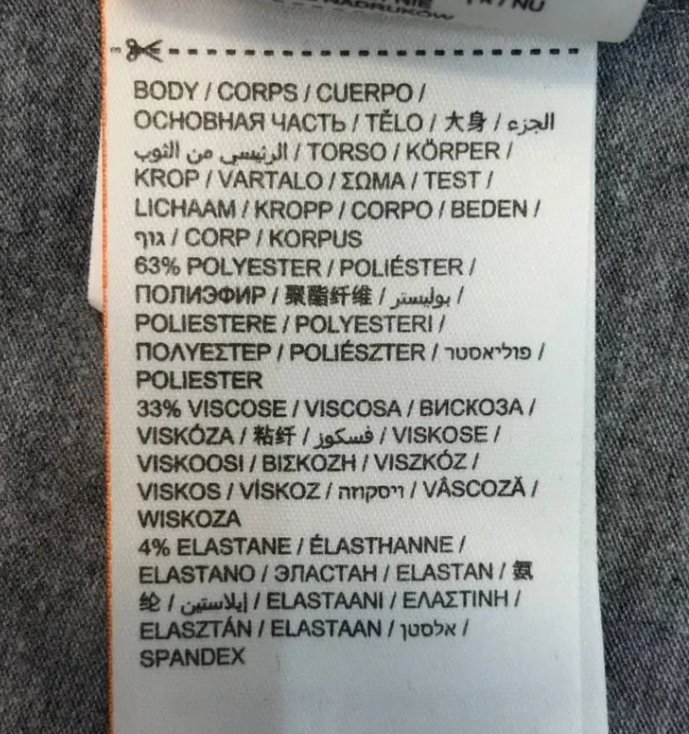 NADRUKÓW
/ NU
BODY / CORPS / CUERPO /
ОСНОВНАЯ ЧАСТЬ / TĚLO / 大身 / الجزء
الرئيسي من الثوب / TORSO / KÖRPER /
KROP / VARTALO / ΣΩΜΑ / TEST /
LICHAAM / KROPP / CORPO / BEDEN /
גוף / CORP / KORPUS
63% POLYESTER / POLIÉSTER /
ПОЛИЭФИР / 聚酯纤维 / بوليستر /
POLIESTERE / POLYESTERI /
ΠΟΛΥΕΣΤΕΡ / POLIÉSZTER / פוליאסטר /
POLIESTER
33% VISCOSE / VISCOSA / ВИСКОЗА /
VISKÓZA / 粘纤 / فسكوز / VISKOSE /
VISKOOSI / ΒΙΣΚΟΖΗ / VISZKÓZ /
VISKOS / VİSKOZ / ויסקוזה / VÂSCOZĂ /
WISKOZA
4% ELASTANE / ÉLASTHANNE /
ELASTANO / ЭЛАСТАН / ELASTAN / 氨
纶 / إيلاستين / ELASTAANI / ΕΛΑΣΤΙΝΗ /
ELASZTÁN / ELASTAAN / אלסטן /
SPANDEX